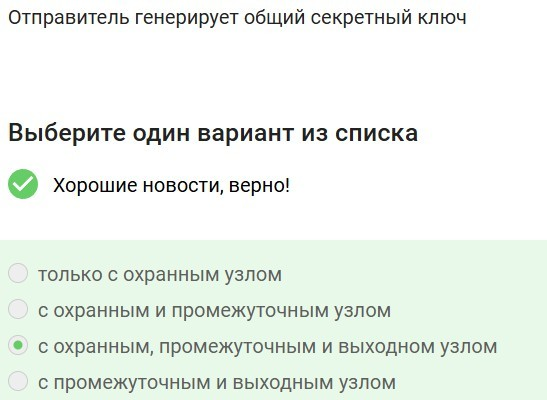 Отправитель генерирует общий секретный ключ
Выберите один вариант из списка
Хорошие новости, верно!
только с охранным узлом
с охранным и промежуточным узлом
с охранным, промежуточным и выходном узлом
с промежуточным и выходным узлом